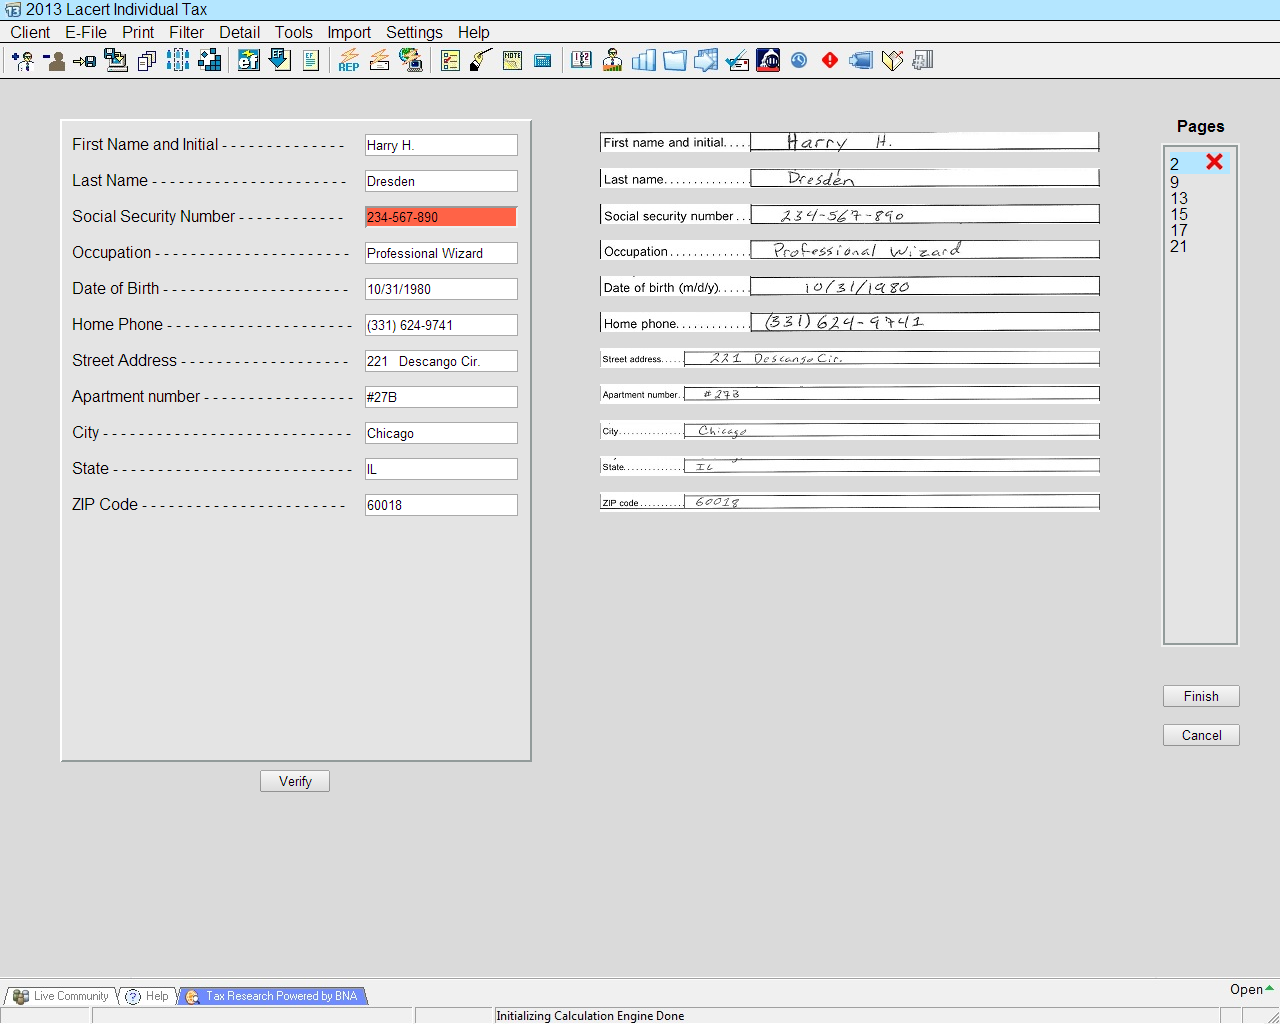 2013 Lacert Individual Tax
Client E-File Print Filter Detail Tools Import Settings Help
First Name and Initial - - - - - - - - - - - - - - Harry H.
Last Name - - - - - - - - - - - - - - - - - - - - - - Dresden
Social Security Number - - - - - - - - - - - - 234-567-890
Occupation - - - - - - - - - - - - - - - - - - - - - - Professional Wizard
Date of Birth - - - - - - - - - - - - - - - - - - - - - 10/31/1980
Home Phone - - - - - - - - - - - - - - - - - - - - - (331) 624-9741
Street Address - - - - - - - - - - - - - - - - - - - 221 Descango Cir.
Apartment number - - - - - - - - - - - - - - - - - #27B
City - - - - - - - - - - - - - - - - - - - - - - - - - - - - Chicago
State - - - - - - - - - - - - - - - - - - - - - - - - - - - IL
ZIP Code - - - - - - - - - - - - - - - - - - - - - - - 60018
Verify
First name and initial.... Harry H.
Last name............. Dresden
Social security number... 234-567-890
Occupation............ Professional Wizard
Date of birth (m/d/y)..... 10/31/1980
Home phone........... (331) 624-9741
Street address...... 221 Descango Cir.
Apartment number.. #27B
City............... Chicago
State............. IL
ZIP code.......... 60018
Pages
2
9
13
15
17
21
Finish
Cancel
Live Community Help Tax Research Powered by BNA Open
Initializing Calculation Engine Done